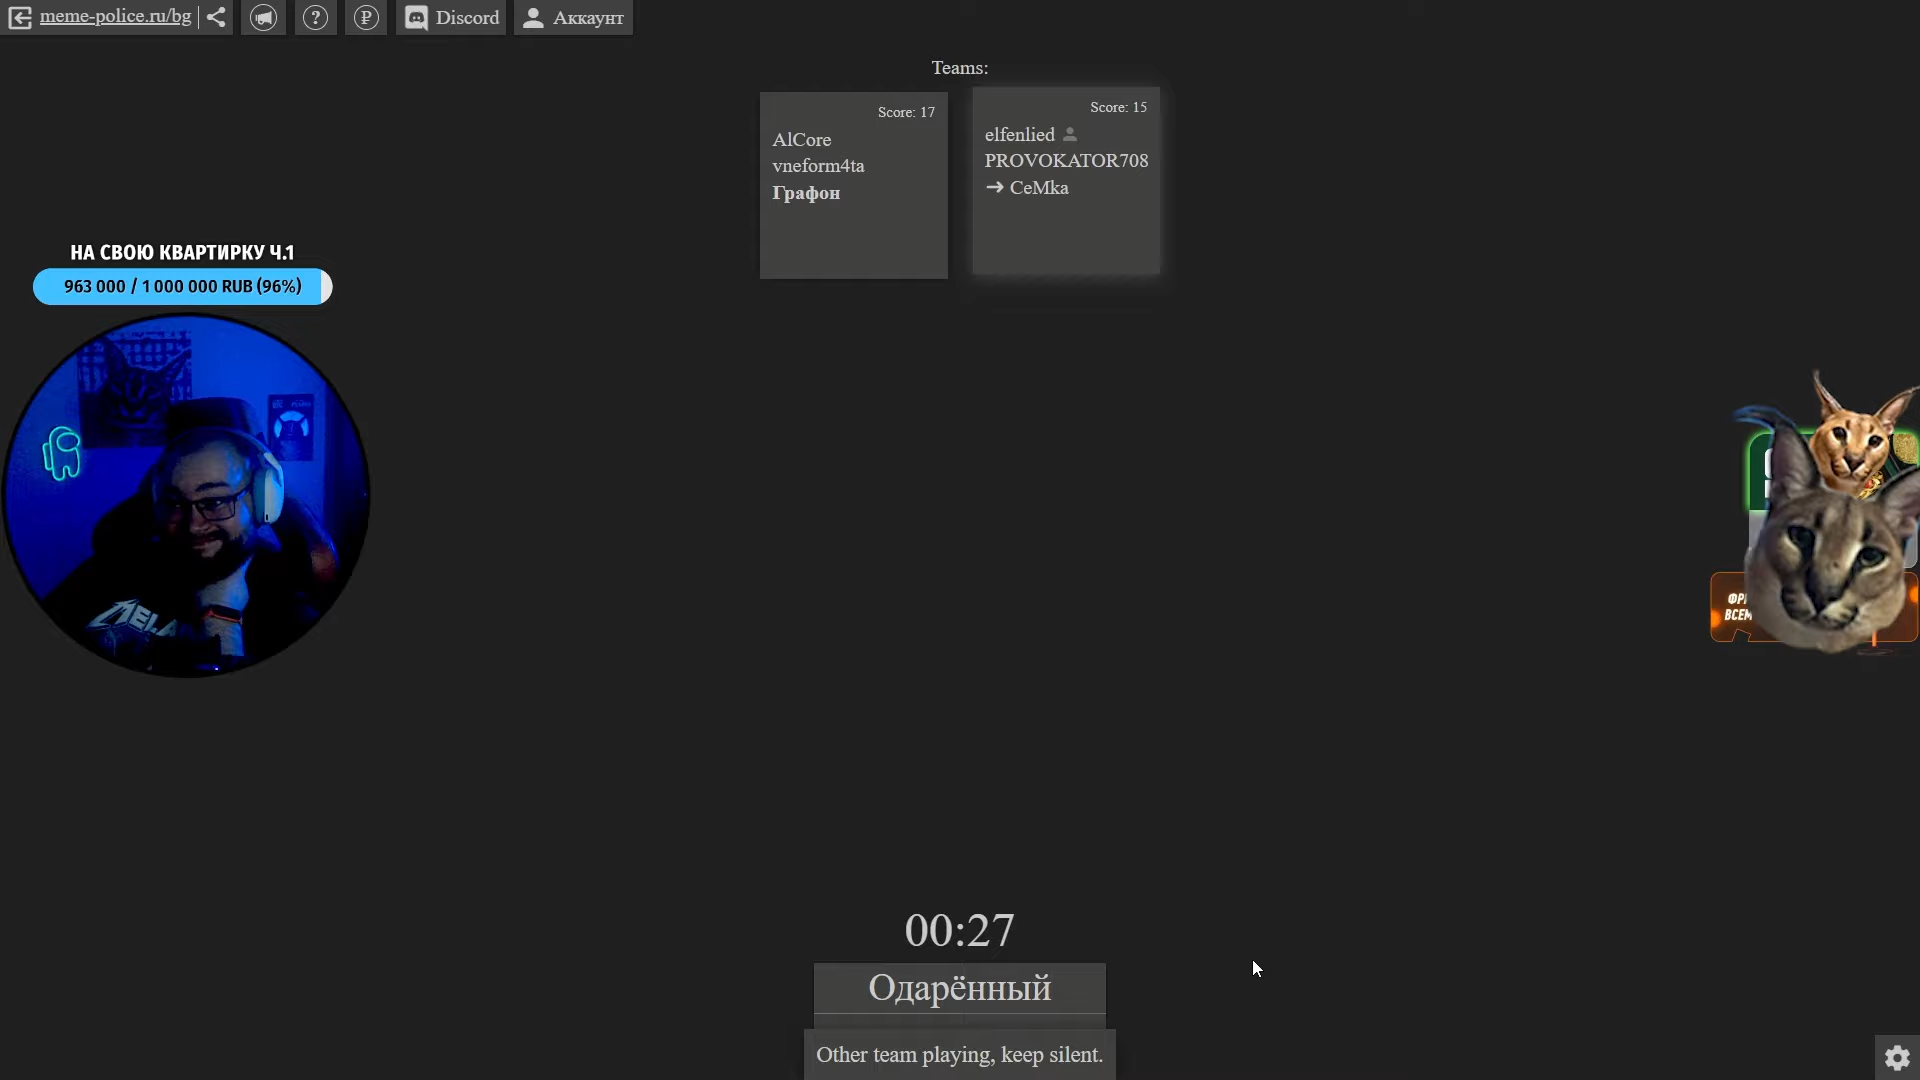 meme-police.ru/bg
Discord
Аккаунт
Teams:
Score: 17
AlCore
vneform4ta
Графон
Score: 15
elfenlied
PROVOKATOR708
➔ CeMka
НА СВОЮ КВАРТИРКУ Ч.1
963 000 / 1 000 000 RUB (96%)
00:27
Одарённый
Other team playing, keep silent.